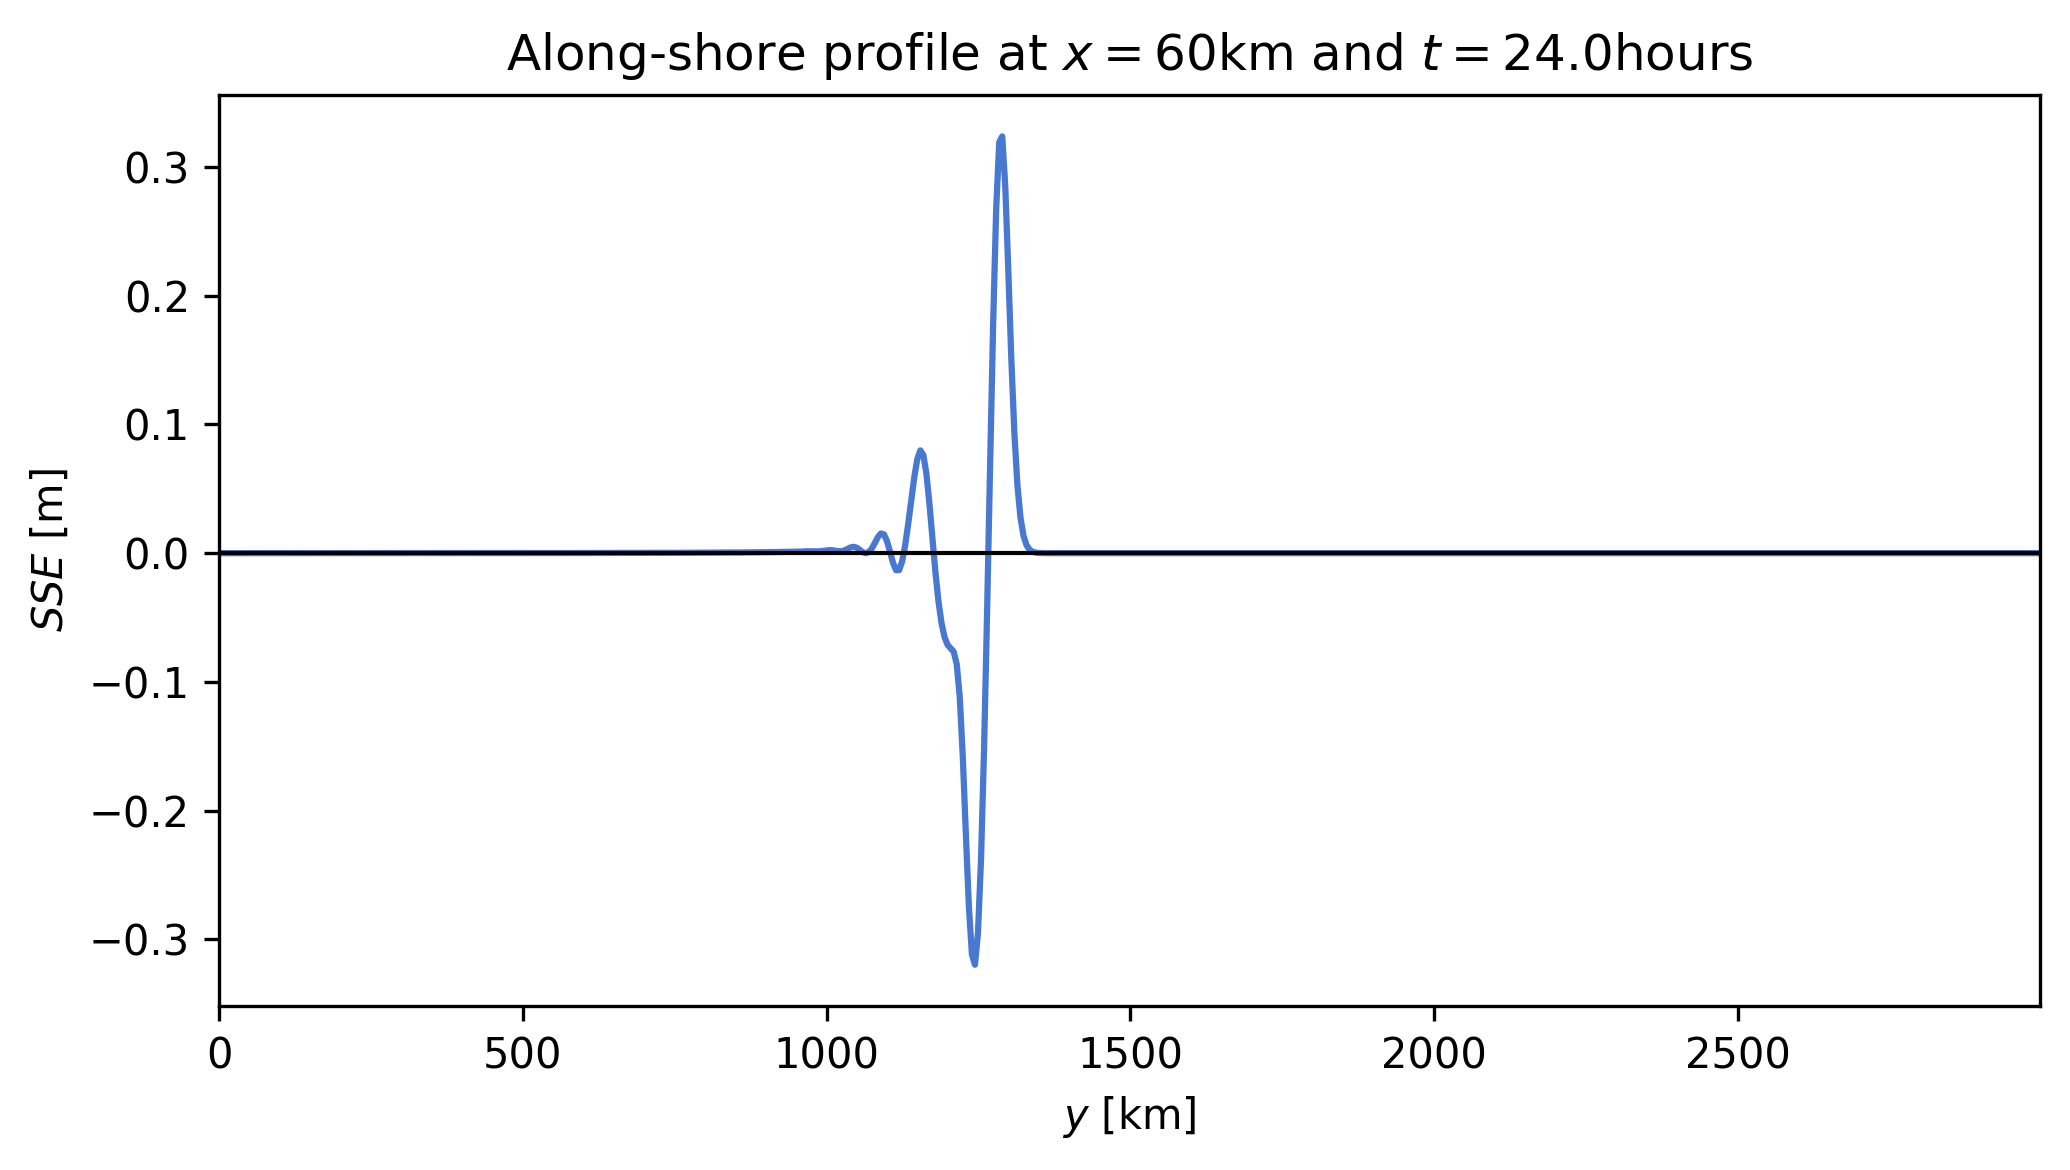 Along-shore profile at x = 60km and t = 24.0hours
SSE [m]
0.3
0.2
0.1
0.0
−0.1
−0.2
−0.3
0 500 1000 1500 2000 2500
y [km]